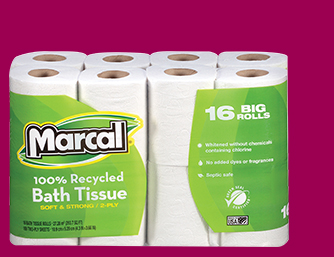 Marcal
100% Recycled
Bath Tissue
SOFT & STRONG / 2-PLY
16 BIG
ROLLS
Whitened without chemicals
containing chlorine
No added dyes or fragrances
Septic safe
16